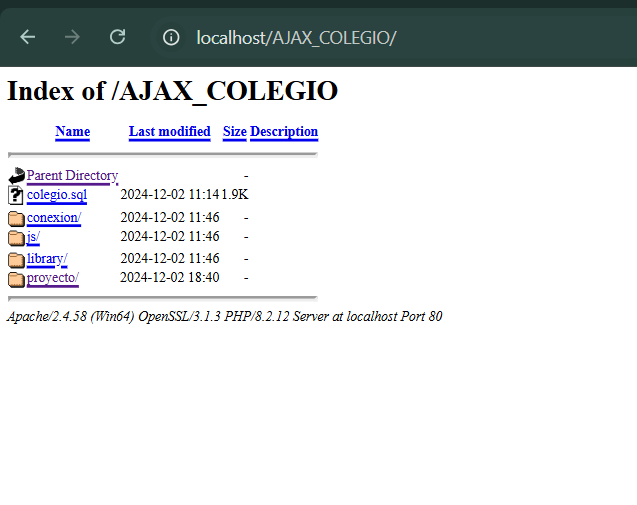 localhost/AJAX_COLEGIO/
Index of /AJAX_COLEGIO
Name Last modified Size Description
Parent Directory -
colegio.sql 2024-12-02 11:14 1.9K
conexion/ 2024-12-02 11:46 -
js/ 2024-12-02 11:46 -
library/ 2024-12-02 11:46 -
proyecto/ 2024-12-02 18:40 -
Apache/2.4.58 (Win64) OpenSSL/3.1.3 PHP/8.2.12 Server at localhost Port 80